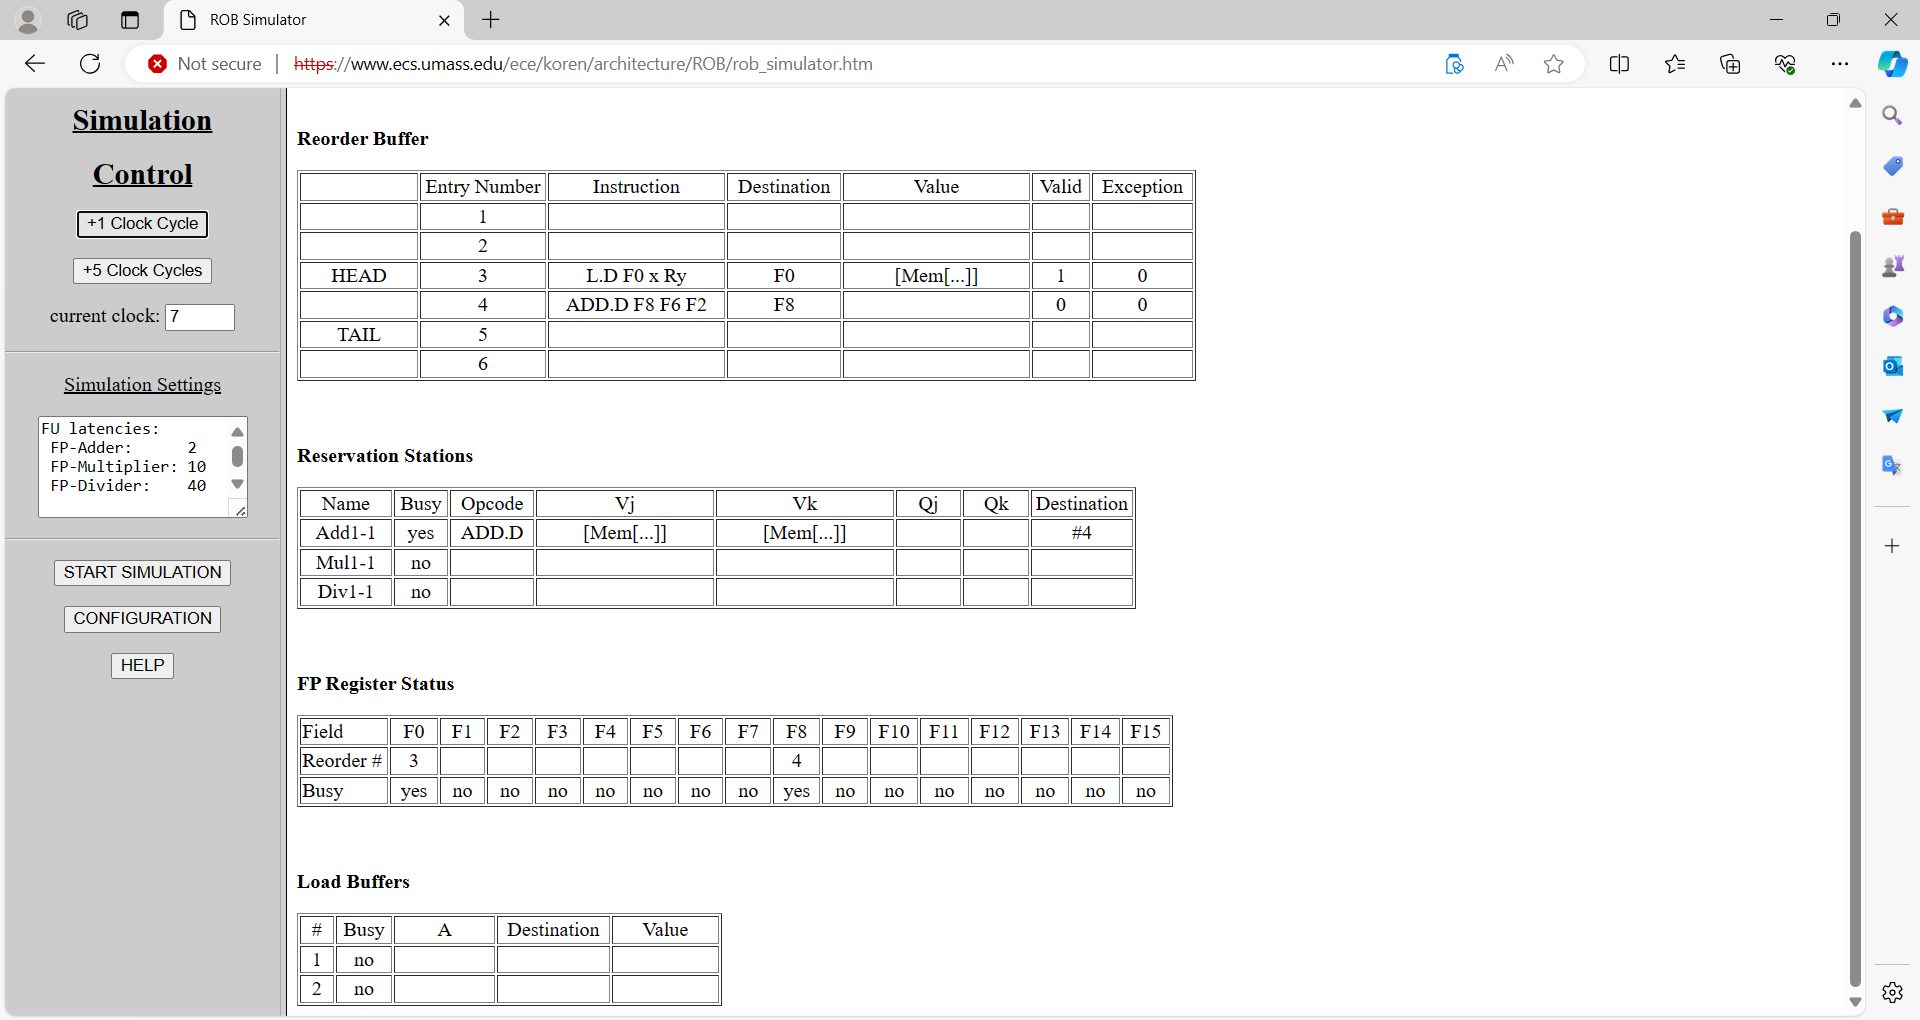 ROB Simulator
Not secure https://www.ecs.umass.edu/ece/koren/architecture/ROB/rob_simulator.htm
Simulation
Control
+1 Clock Cycle
+5 Clock Cycles
current clock: 7
Simulation Settings
FU latencies:
FP-Adder: 2
FP-Multiplier: 10
FP-Divider: 40
START SIMULATION
CONFIGURATION
HELP
Reorder Buffer
Entry Number Instruction Destination Value Valid Exception
1
2
HEAD 3 L.D F0 x Ry F0 [Mem[...]] 1 0
4 ADD.D F8 F6 F2 F8 0 0
TAIL 5
6
Reservation Stations
Name Busy Opcode Vj Vk Qj Qk Destination
Add1-1 yes ADD.D [Mem[...]] [Mem[...]] #4
Mul1-1 no
Div1-1 no
FP Register Status
Field F0 F1 F2 F3 F4 F5 F6 F7 F8 F9 F10 F11 F12 F13 F14 F15
Reorder # 3 4
Busy yes no no no no no no no yes no no no no no no no
Load Buffers
# Busy A Destination Value
1 no
2 no